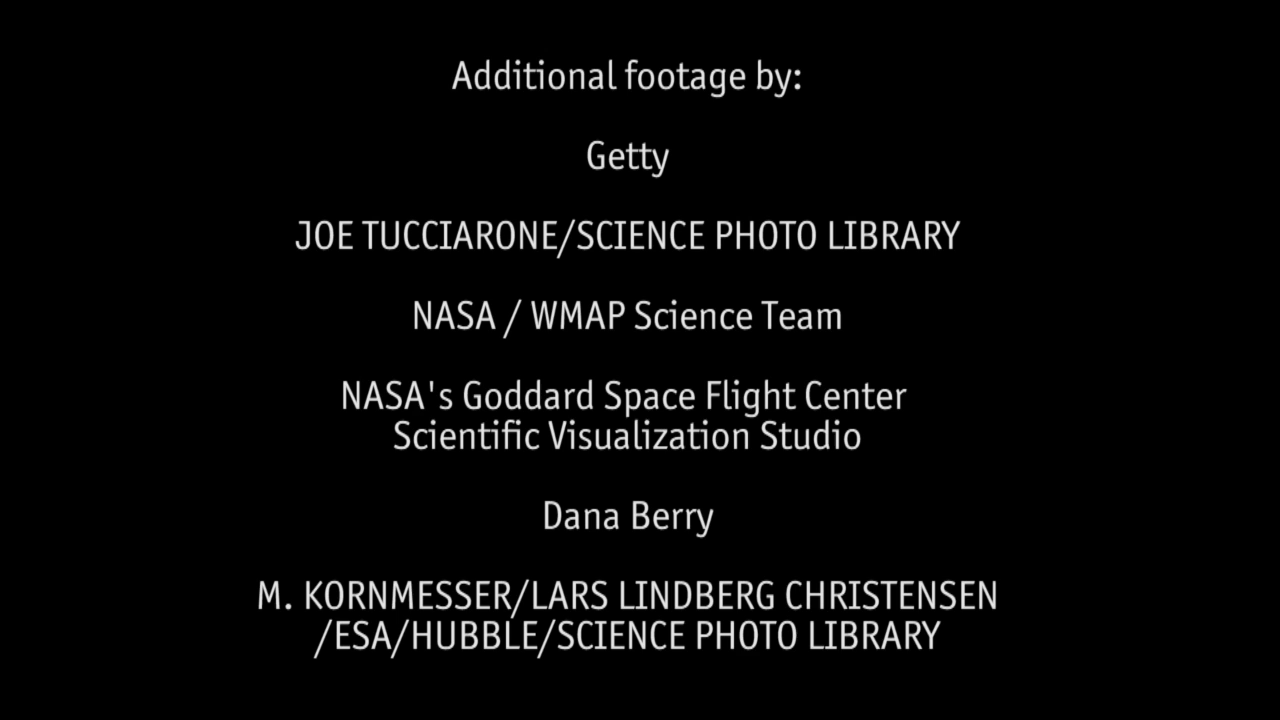 Additional footage by:
Getty
JOE TUCCIARONE/SCIENCE PHOTO LIBRARY
NASA / WMAP Science Team
NASA's Goddard Space Flight Center
Scientific Visualization Studio
Dana Berry
M. KORNMESSER/LARS LINDBERG CHRISTENSEN
/ESA/HUBBLE/SCIENCE PHOTO LIBRARY